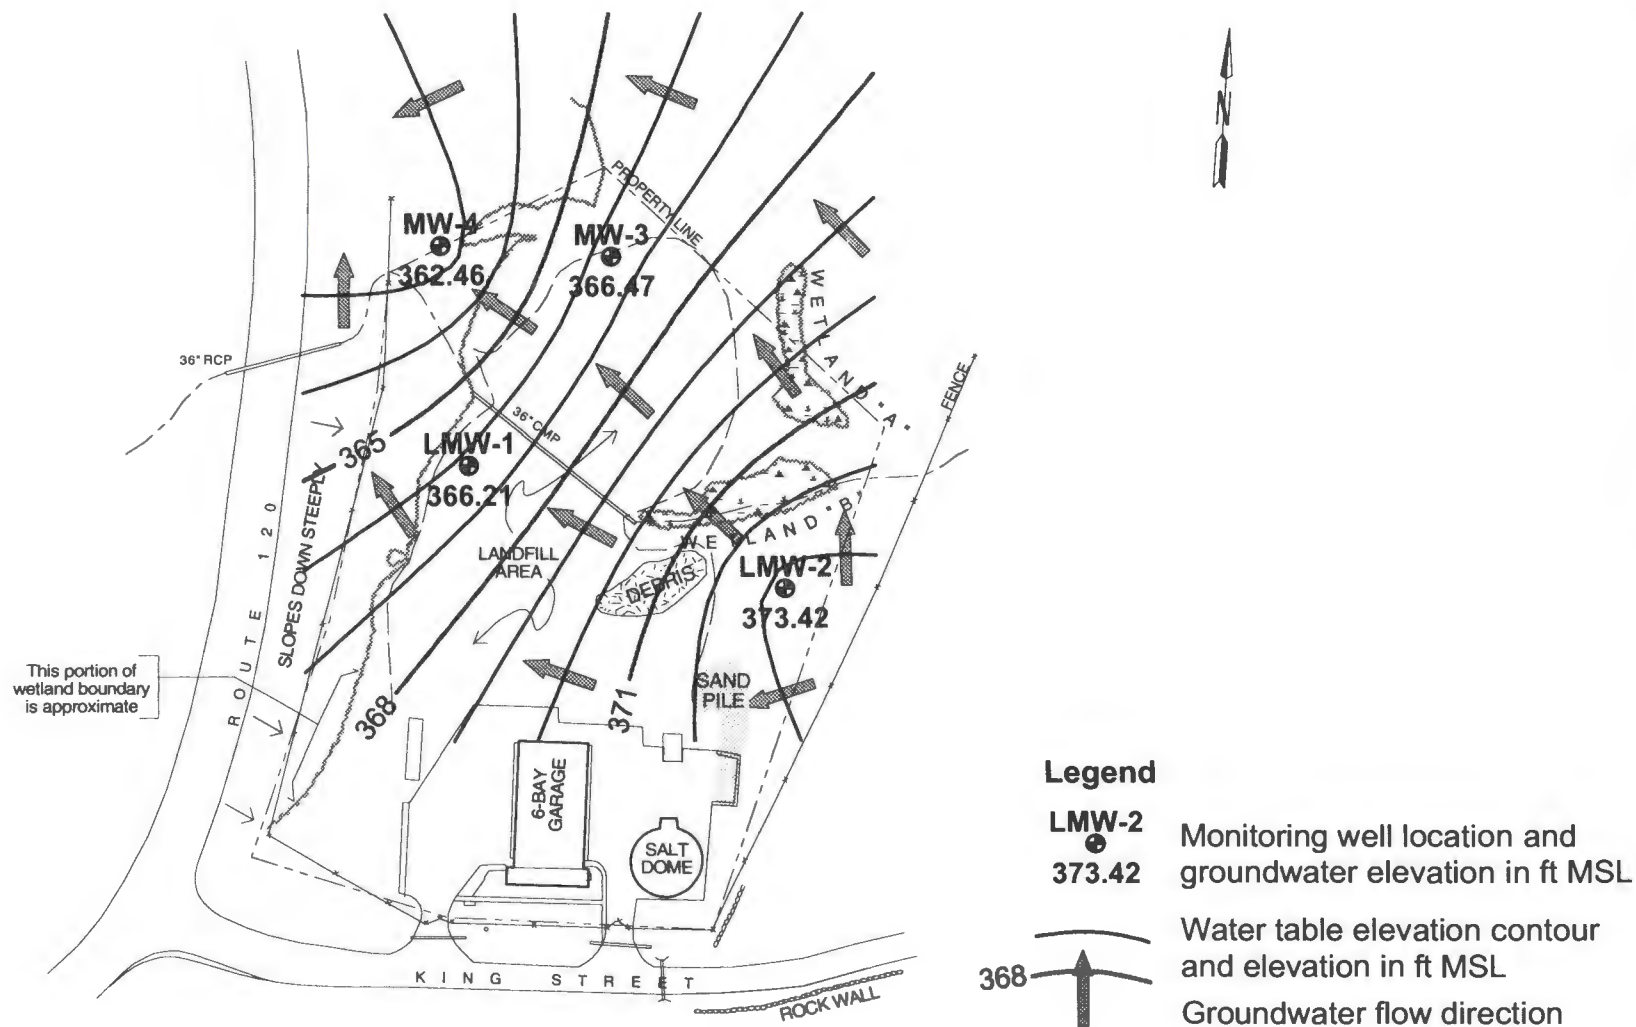 N
PROPERTY LINE
MW-4
362.46
MW-3
366.47
WETLAND "A"
FENCE
36" RCP
36" CMP
365
LMW-1
366.21
WETLAND "B"
LANDFILL
AREA
DEBRIS
LMW-2
373.42
ROUTE 120
SLOPES DOWN STEEPLY
This portion of
wetland boundary
is approximate
368
371
SAND
PILE
6-BAY
GARAGE
SALT
DOME
KING STREET
ROCK WALL
Legend
LMW-2
373.42
Monitoring well location and
groundwater elevation in ft MSL
368
Water table elevation contour
and elevation in ft MSL
Groundwater flow direction